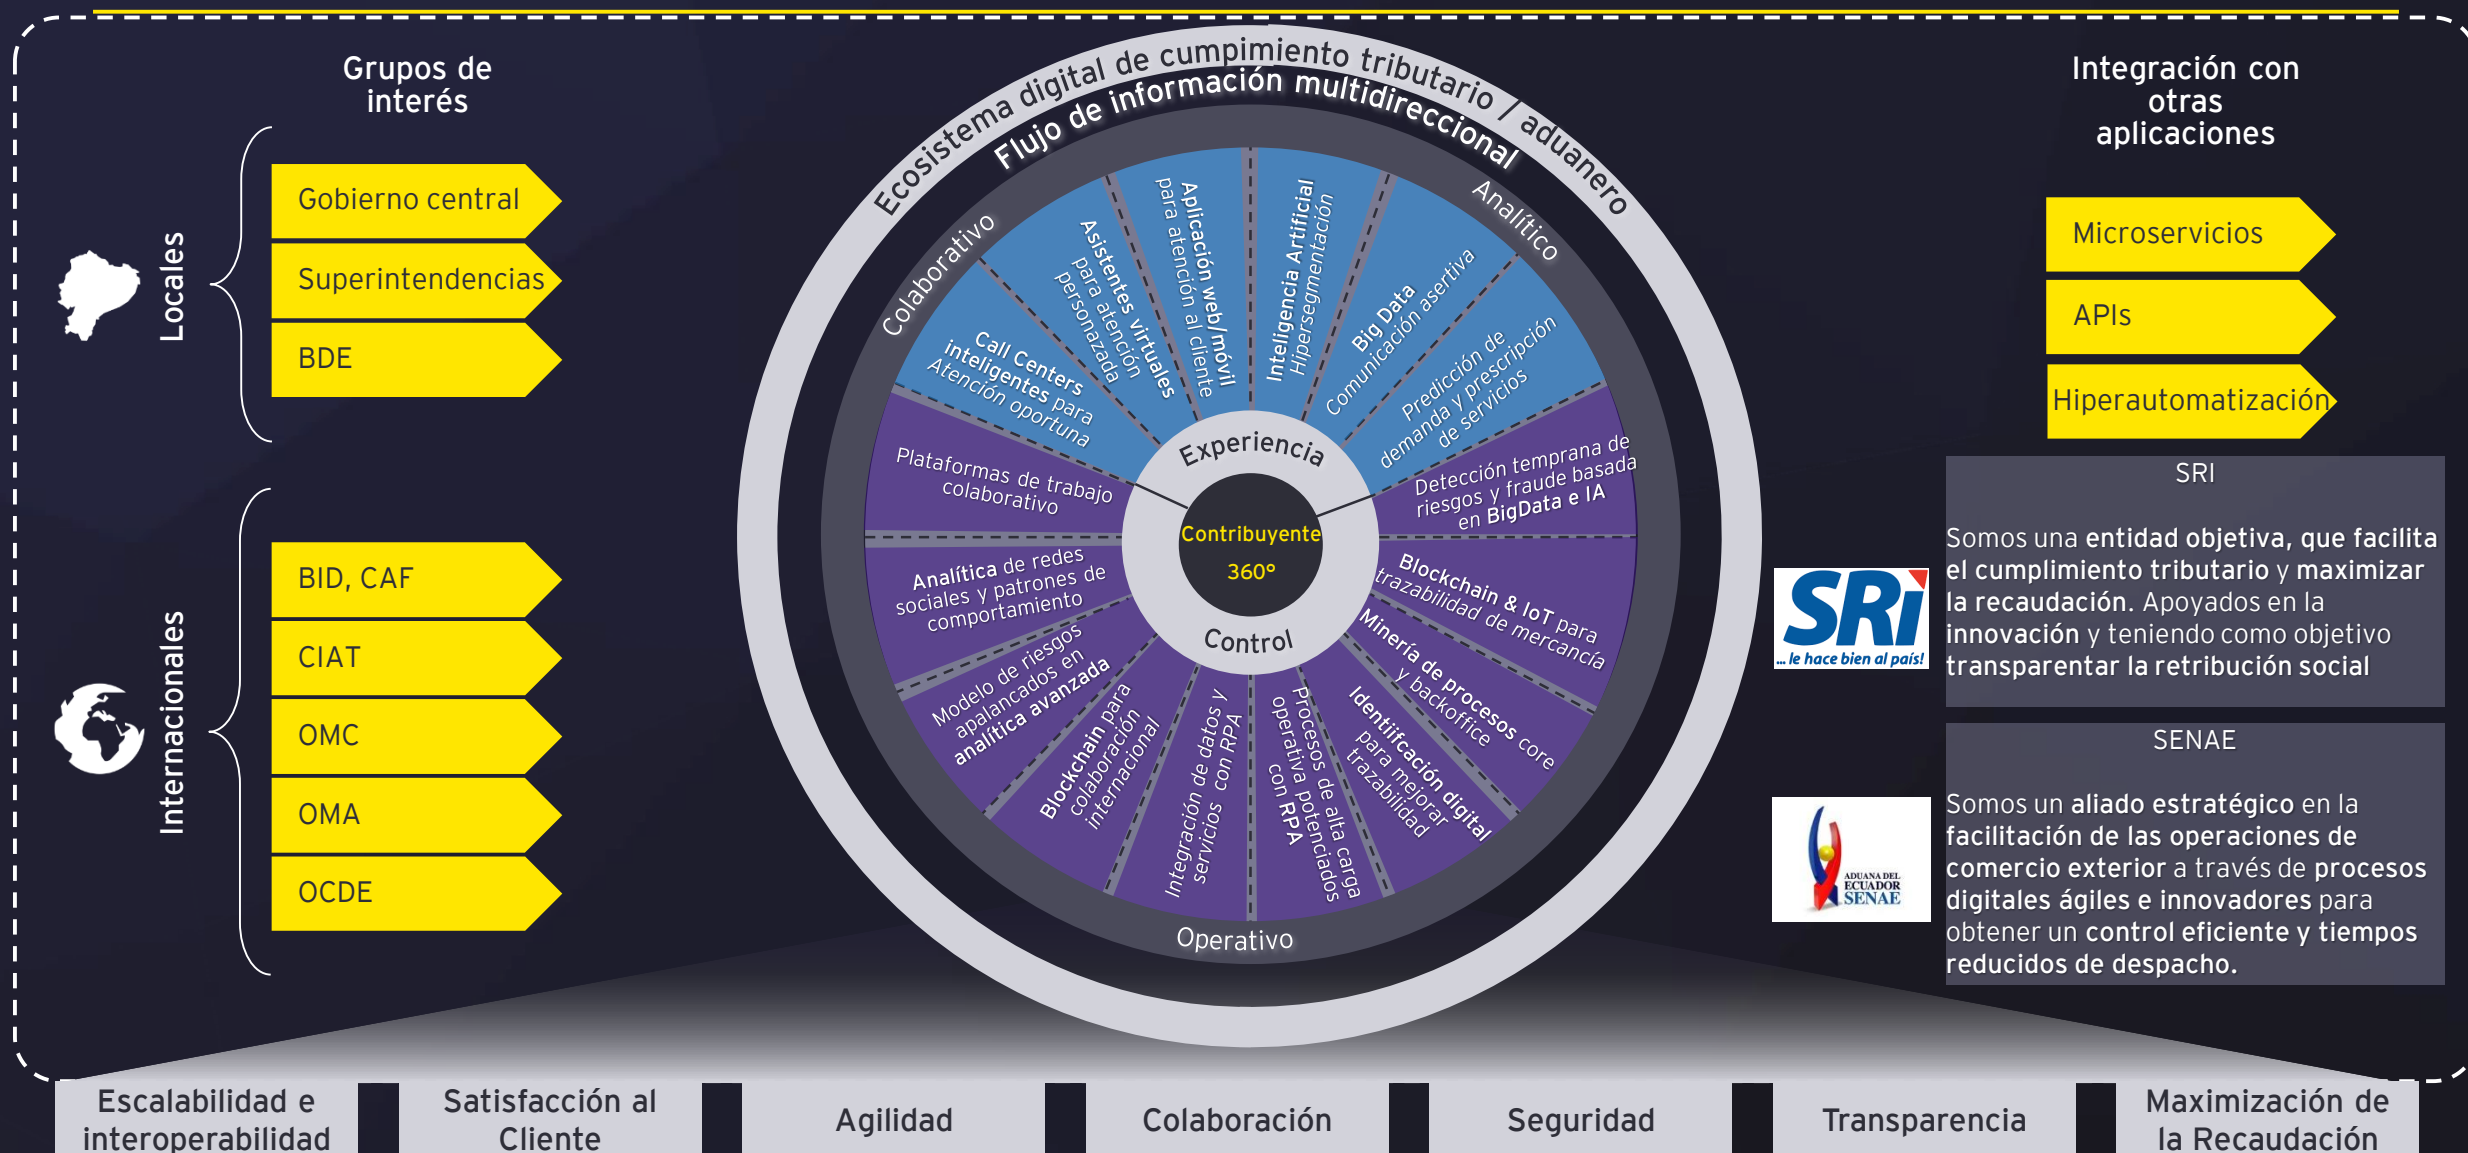 Grupos de
interés
Locales
Gobierno central
Superintendencias
BDE
Internacionales
BID, CAF
CIAT
OMC
OMA
OCDE
Ecosistema digital de cumpimiento tributario / aduanero
Flujo de información multidireccional
Colaborativo
Analítico
Operativo
Call Centers
inteligentes para
Atención oportuna
Asistentes virtuales
para atención
personazada
Aplicación web/móvil
para atención al cliente
Inteligencia Artificial
Hipersegmentación
Big Data
Comunicación asertiva
Predicción de
demanda y prescripción
de servicios
Detección temprana de
riesgos y fraude basada
en BigData e IA
Blockchain & IoT para
trazabilidad de mercancía
Minería de procesos core
y backoffice
Identiifcación digital
para mejorar
trazabilidad
Procesos de alta carga
operativa potenciados
con RPA
Integración de datos y
servicios con RPA
Blockchain para
colaboración
internacional
Modelo de riesgos
apalancados en
analítica avanzada
Analítica de redes
sociales y patrones de
comportamiento
Plataformas de trabajo
colaborativo
Experiencia
Contribuyente
360°
Control
Integración con
otras
aplicaciones
Microservicios
APIs
Hiperautomatización
SRi
... le hace bien al país!
SRI
Somos una entidad objetiva, que facilita
el cumplimiento tributario y maximizar
la recaudación. Apoyados en la
innovación y teniendo como objetivo
transparentar la retribución social
ADUANA DEL
ECUADOR
SENAE
SENAE
Somos un aliado estratégico en la
facilitación de las operaciones de
comercio exterior a través de procesos
digitales ágiles e innovadores para
obtener un control eficiente y tiempos
reducidos de despacho.
Escalabilidad e
interoperabilidad
Satisfacción al
Cliente
Agilidad
Colaboración
Seguridad
Transparencia
Maximización de
la Recaudación